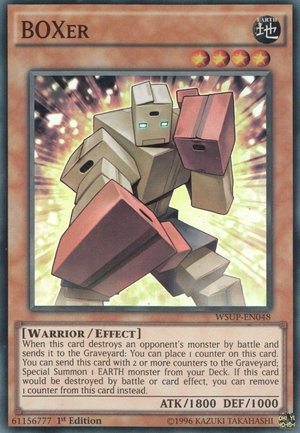 BOXER
EARTH
地
WSUP-EN048
[WARRIOR/EFFECT]
When this card destroys an opponent's monster by battle and
sends it to the Graveyard: You can place 1 counter on this card.
You can send this card with 2 or more counters to the Graveyard;
Special Summon 1 EARTH monster from your Deck. If this card
would be destroyed by battle or card effect, you can remove
1 counter from this card instead.
ATK/1800 DEF/1000
61156777 1st Edition ©1996 KAZUKI TAKAHASHI